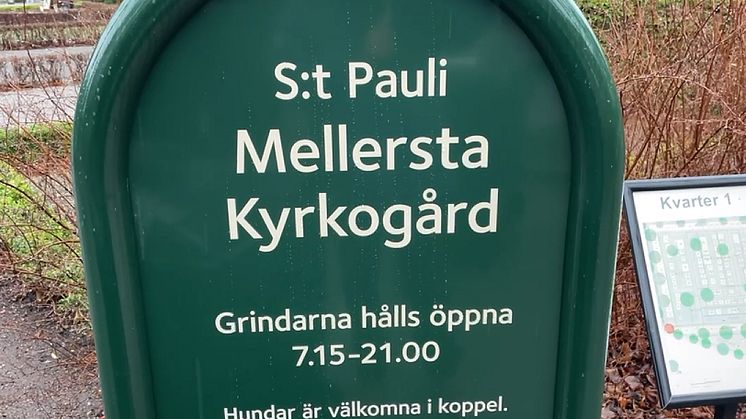 S:t Pauli
Mellersta
Kyrkogård
Grindarna hålls öppna
7.15-21.00
Hundar är välkomna i koppel.
Kvarter 1 -